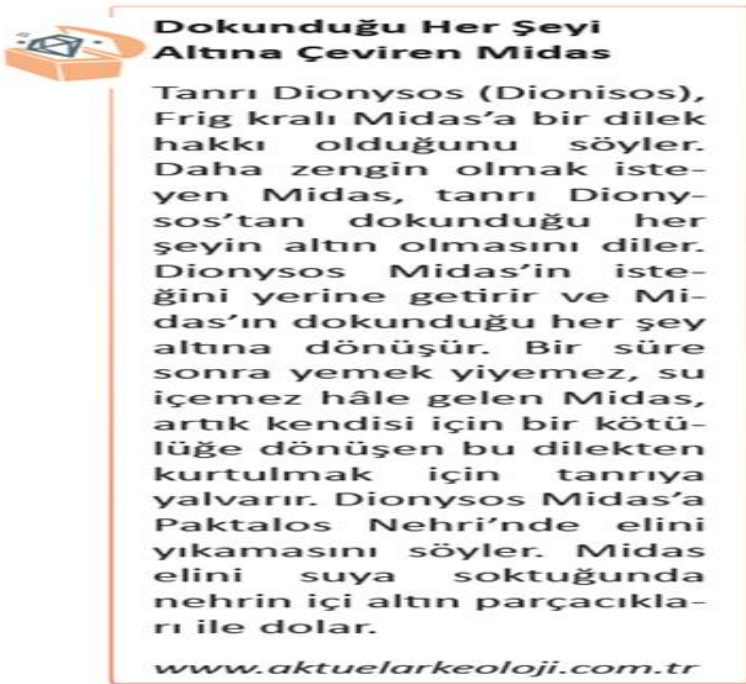 Dokunduğu Her Şeyi
Altına Çeviren Midas
Tanrı Dionysos (Dionisos),
Frig kralı Midas’a bir dilek
hakkı olduğunu söyler.
Daha zengin olmak iste-
yen Midas, tanrı Diony-
sos’tan dokunduğu her
şeyin altın olmasını diler.
Dionysos Midas’in iste-
ğini yerine getirir ve Mi-
das’ın dokunduğu her şey
altına dönüşür. Bir süre
sonra yemek yiyemez, su
içemez hâle gelen Midas,
artık kendisi için bir kötü-
lüğe dönüşen bu dilekten
kurtulmak için tanrıya
yalvarır. Dionysos Midas’a
Paktalos Nehri’nde elini
yıkamasını söyler. Midas
elini suya soktuğunda
nehrin içi altın parçacıkla-
rı ile dolar.
www.aktuelarkeoloji.com.tr